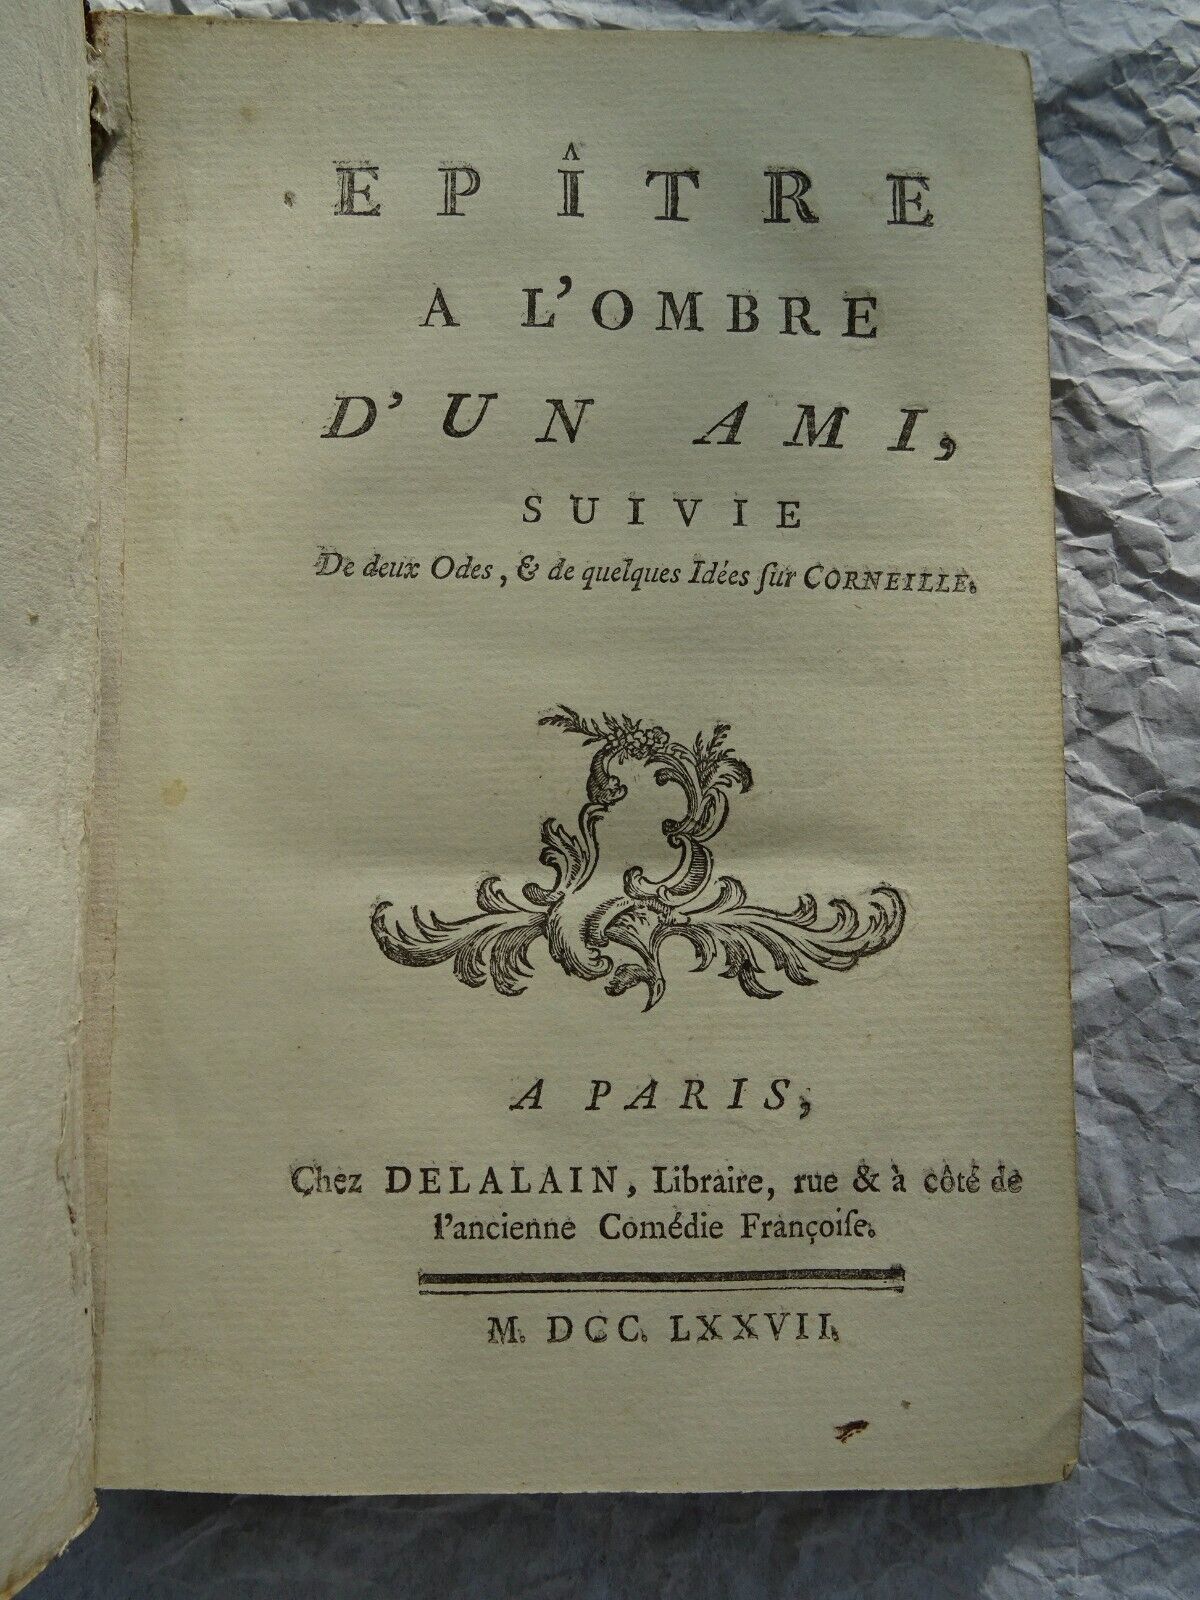 EPÎTRE
A L'OMBRE
D'UN AMI,
SUIVIE
De deux Odes, & de quelques Idées ſur CORNEILLE.
A PARIS,
Chez DELALAIN, Libraire, rue & à côté de
l'ancienne Comédie Françoiſe.
M. DCC. LXXVII.